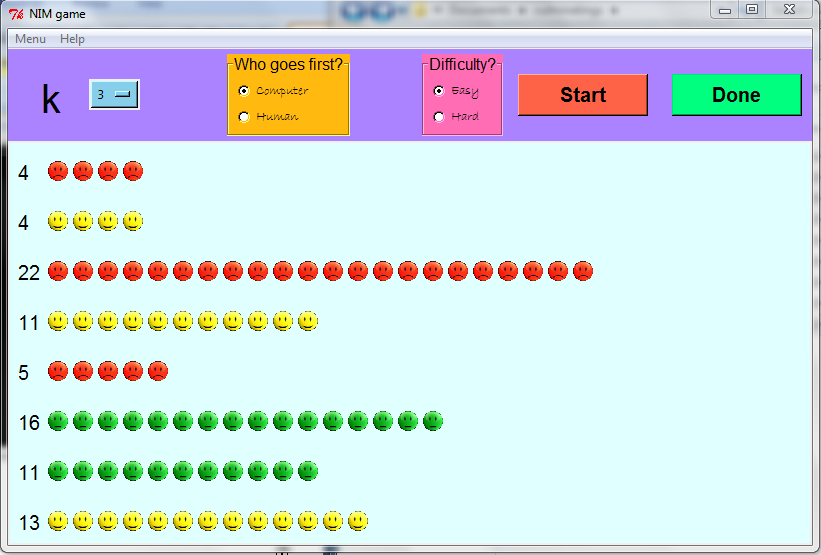 NIM game
Menu Help
k
3
Who goes first?
Computer
Human
Difficulty?
Easy
Hard
Start
Done
4
4
22
11
5
16
11
13